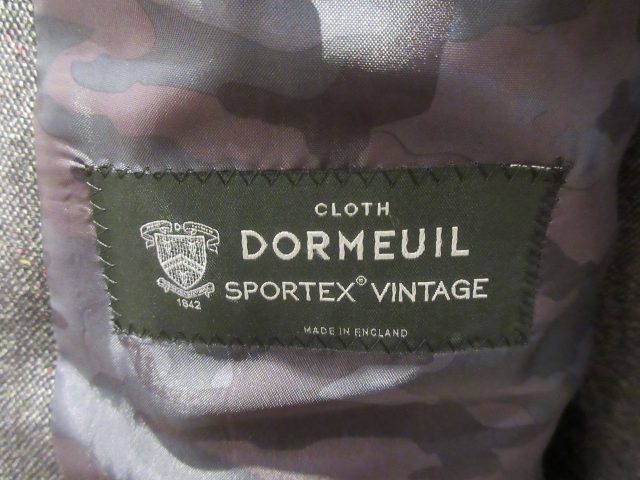 CLOTH
DORMEUIL
SPORTEX® VINTAGE
1842
MADE IN ENGLAND